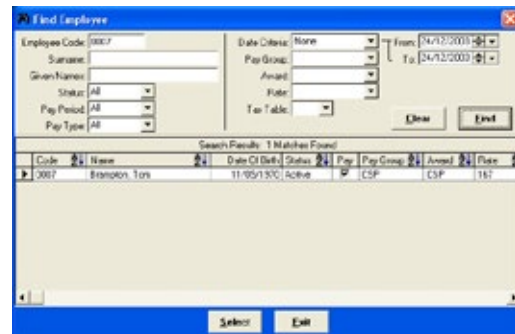 Find Employee
Employee Code: 0007 Date Criteria: None From: 24/12/2003
Surname: Pay Group: To: 24/12/2003
Given Names: Award:
Status: All Rate:
Pay Period: All Tax Table:
Pay Type: All Clear Find
Search Results: 1 Matches Found
Code Name Date Of Birth Status Pay Pay Group Award Rate
0007 Brampton, Tom 11/05/1970 Active CSP CSP 167
Select Exit